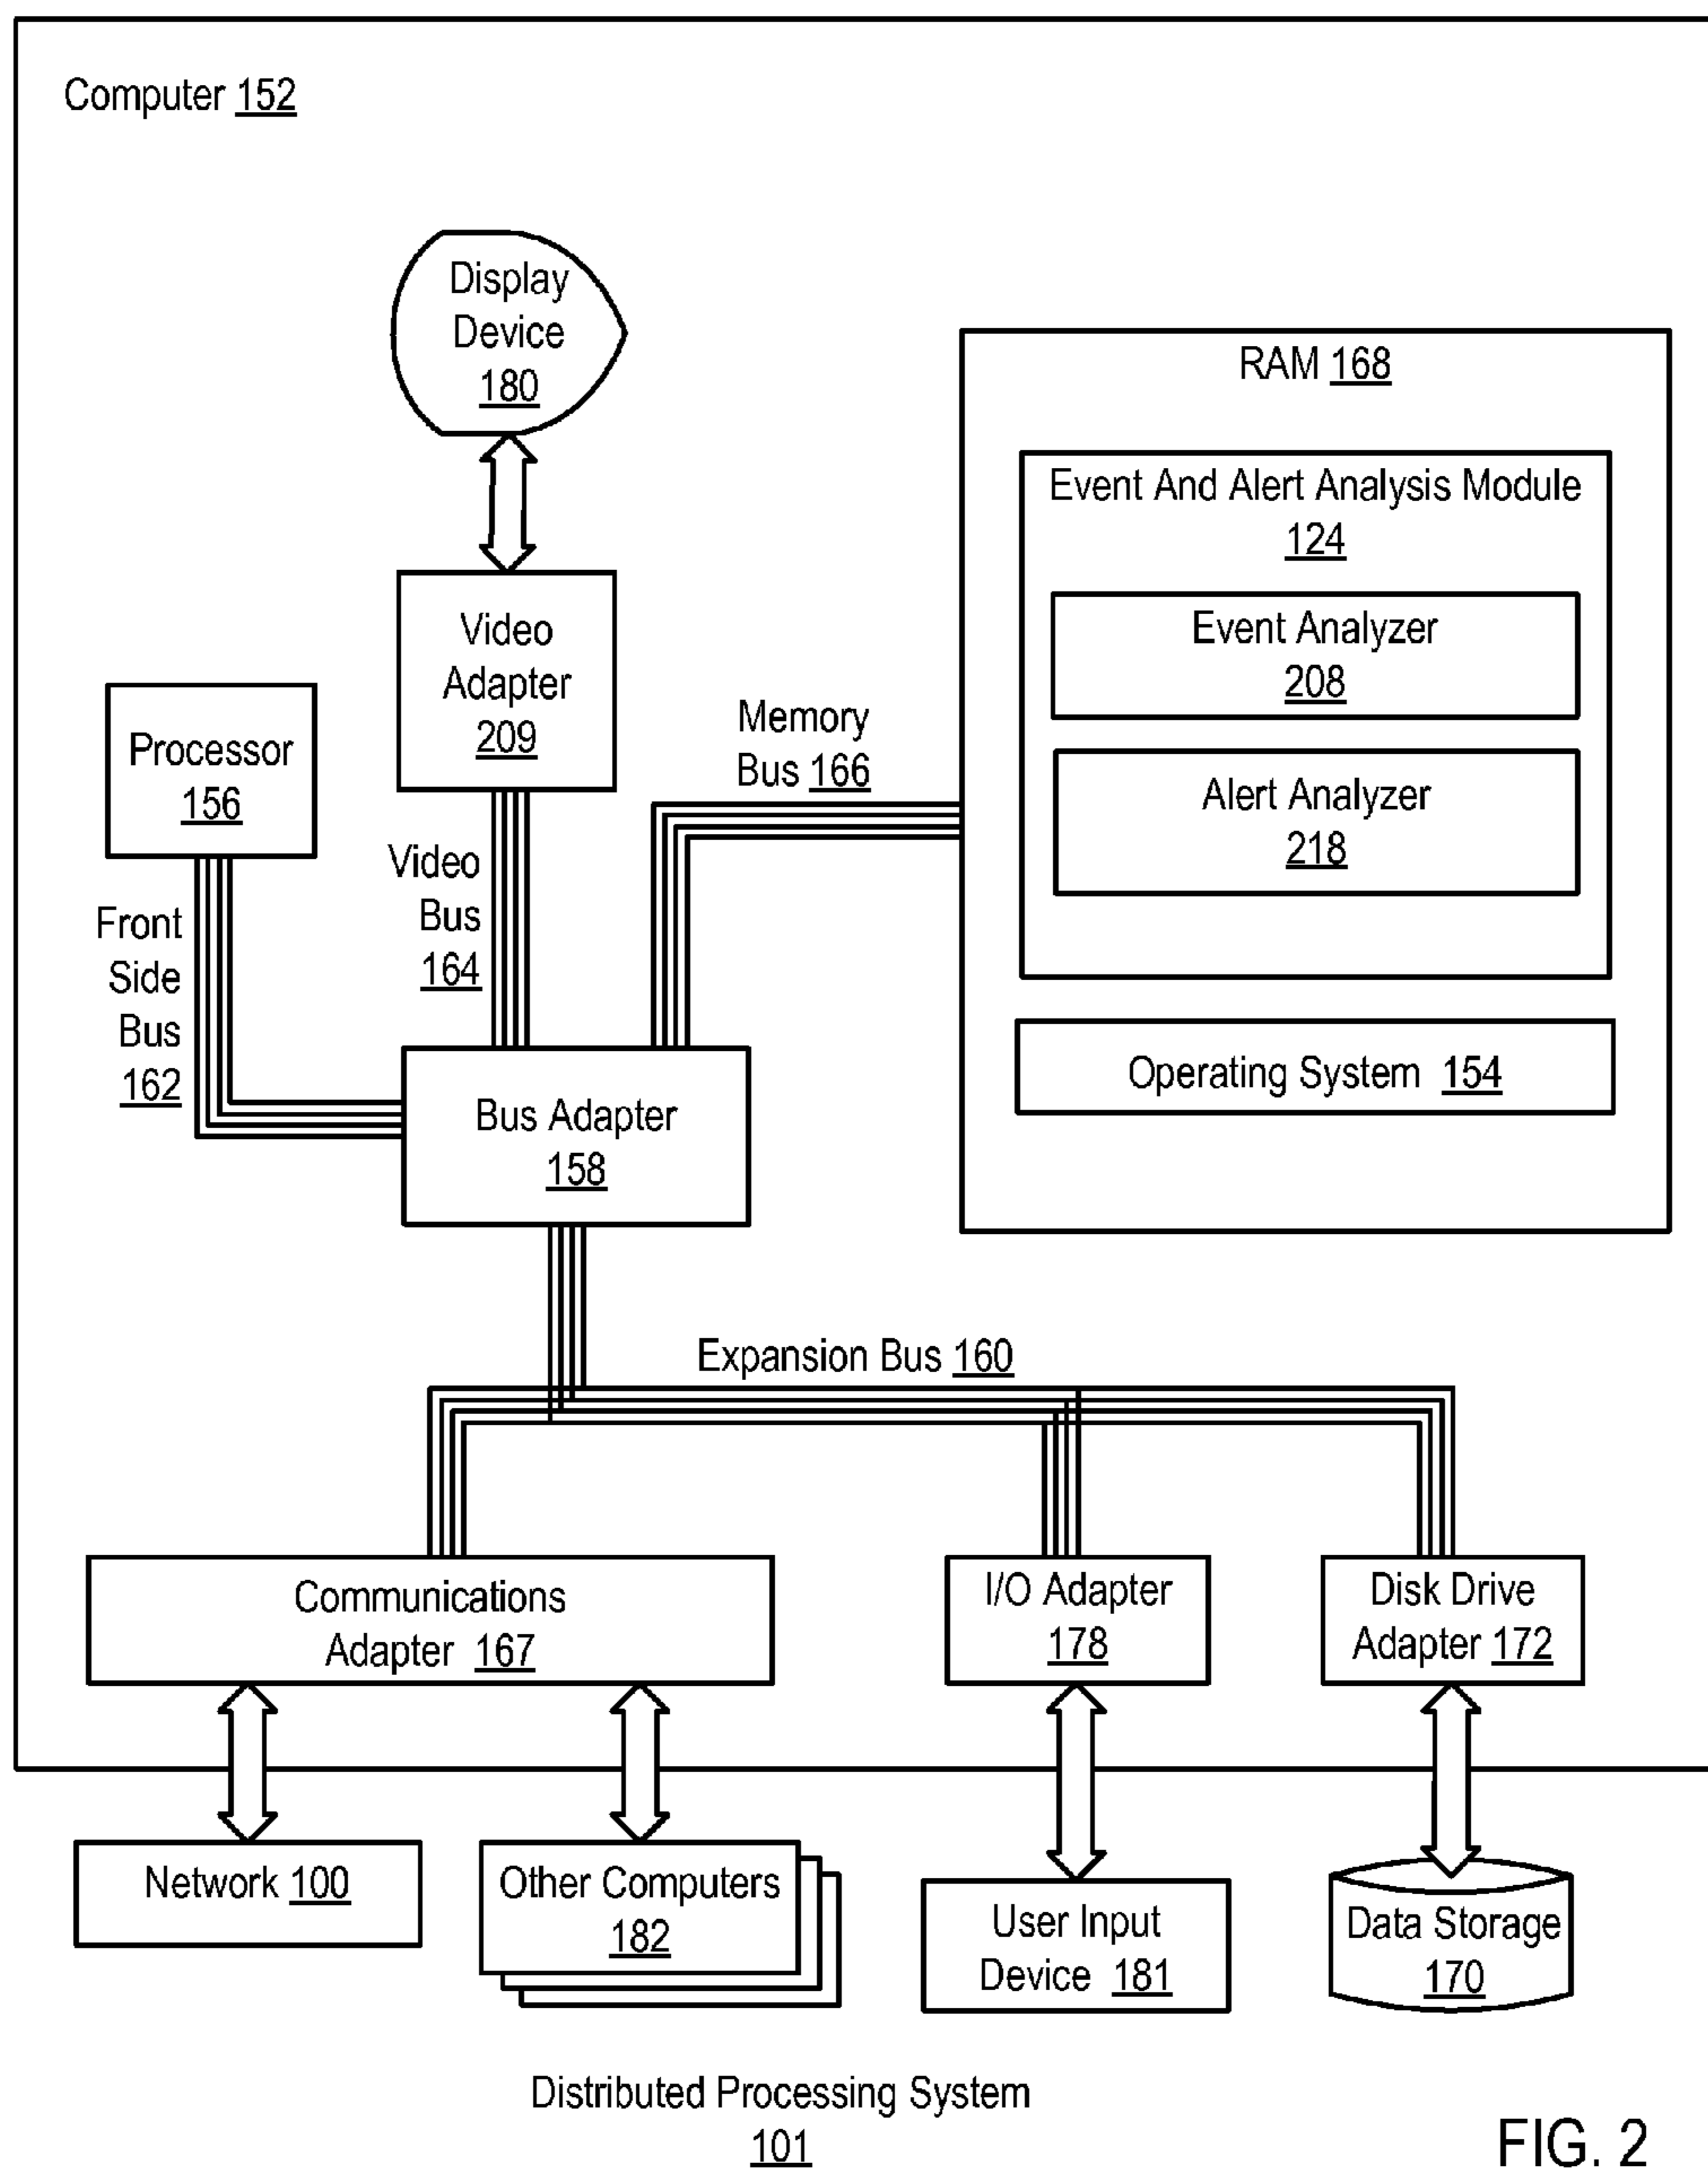 Computer 152
Display
Device
180
RAM 168
Event And Alert Analysis Module
124
Event Analyzer
208
Video
Adapter
209
Memory
Bus 166
Processor
156
Alert Analyzer
218
Video
Bus
164
Front
Side
Bus
162
Operating System 154
Bus Adapter
158
Expansion Bus 160
Communications
Adapter 167
I/O Adapter
178
Disk Drive
Adapter 172
Network 100
Other Computers
182
User Input
Device 181
Data Storage
170
Distributed Processing System
101
FIG. 2